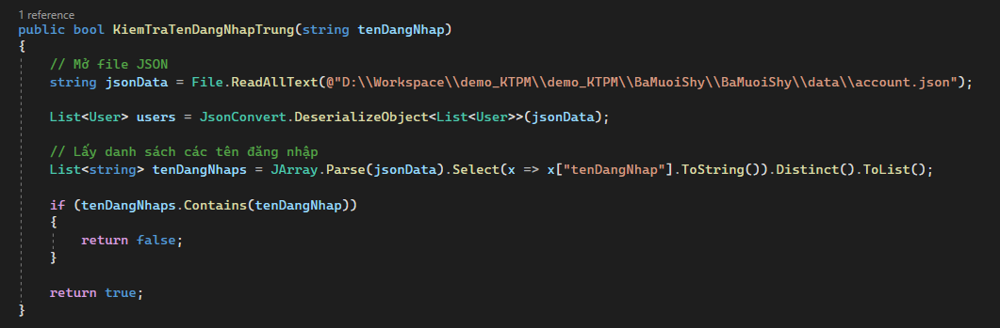 1 reference
public bool KiemTraTenDangNhapTrung(string tenDangNhap)
{
// Mở file JSON
string jsonData = File.ReadAllText(@"D:\\Workspace\\demo_KTPM\\demo_KTPM\\BaMuoiShy\\BaMuoiShy\\data\\account.json");
List<User> users = JsonConvert.DeserializeObject<List<User>>(jsonData);
// Lấy danh sách các tên đăng nhập
List<string> tenDangNhaps = JArray.Parse(jsonData).Select(x => x["tenDangNhap"].ToString()).Distinct().ToList();
if (tenDangNhaps.Contains(tenDangNhap))
{
return false;
}
return true;
}